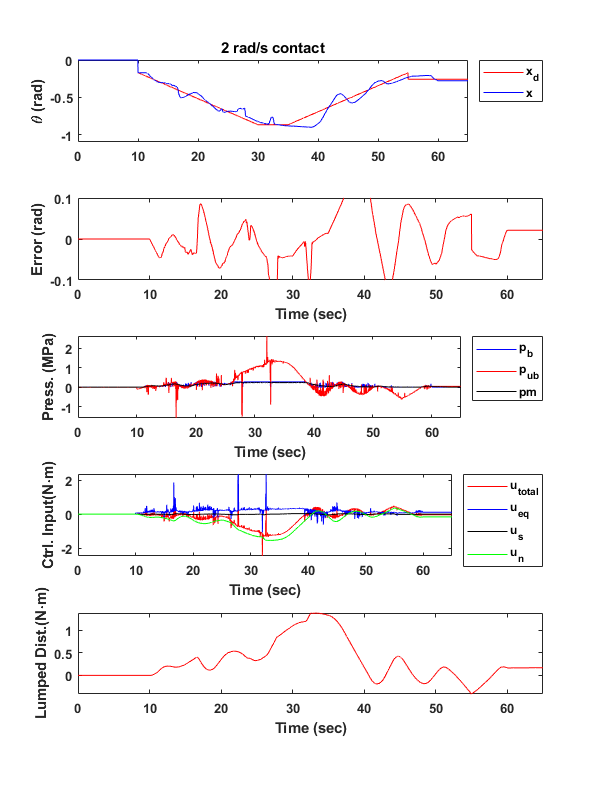 2 rad/s contact
θ (rad)
0
-0.5
-1
0 10 20 30 40 50 60
x_d
x
Error (rad)
0.1
0
-0.1
0 10 20 30 40 50 60
Time (sec)
Press. (MPa)
2
1
0
-1
0 10 20 30 40 50 60
Time (sec)
p_b
p_ub
pm
Ctrl. Input(N·m)
2
0
-2
0 10 20 30 40 50 60
Time (sec)
u_total
u_eq
u_s
u_n
Lumped Dist.(N·m)
1
0.5
0
0 10 20 30 40 50 60
Time (sec)